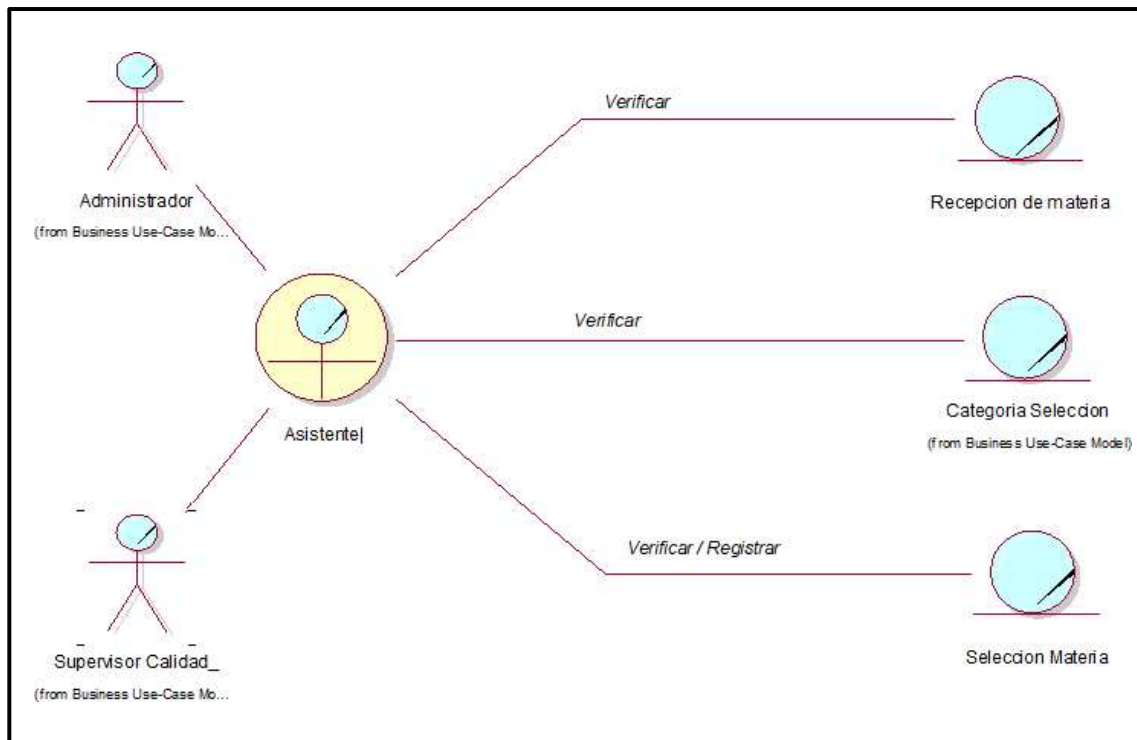 Administrador
(from Business Use-Case Mo...
Verificar
Recepcion de materia
Verificar
Asistente|
Categoria Seleccion
(from Business Use-Case Model)
Verificar / Registrar
Supervisor Calidad_
(from Business Use-Case Mo...
Seleccion Materia